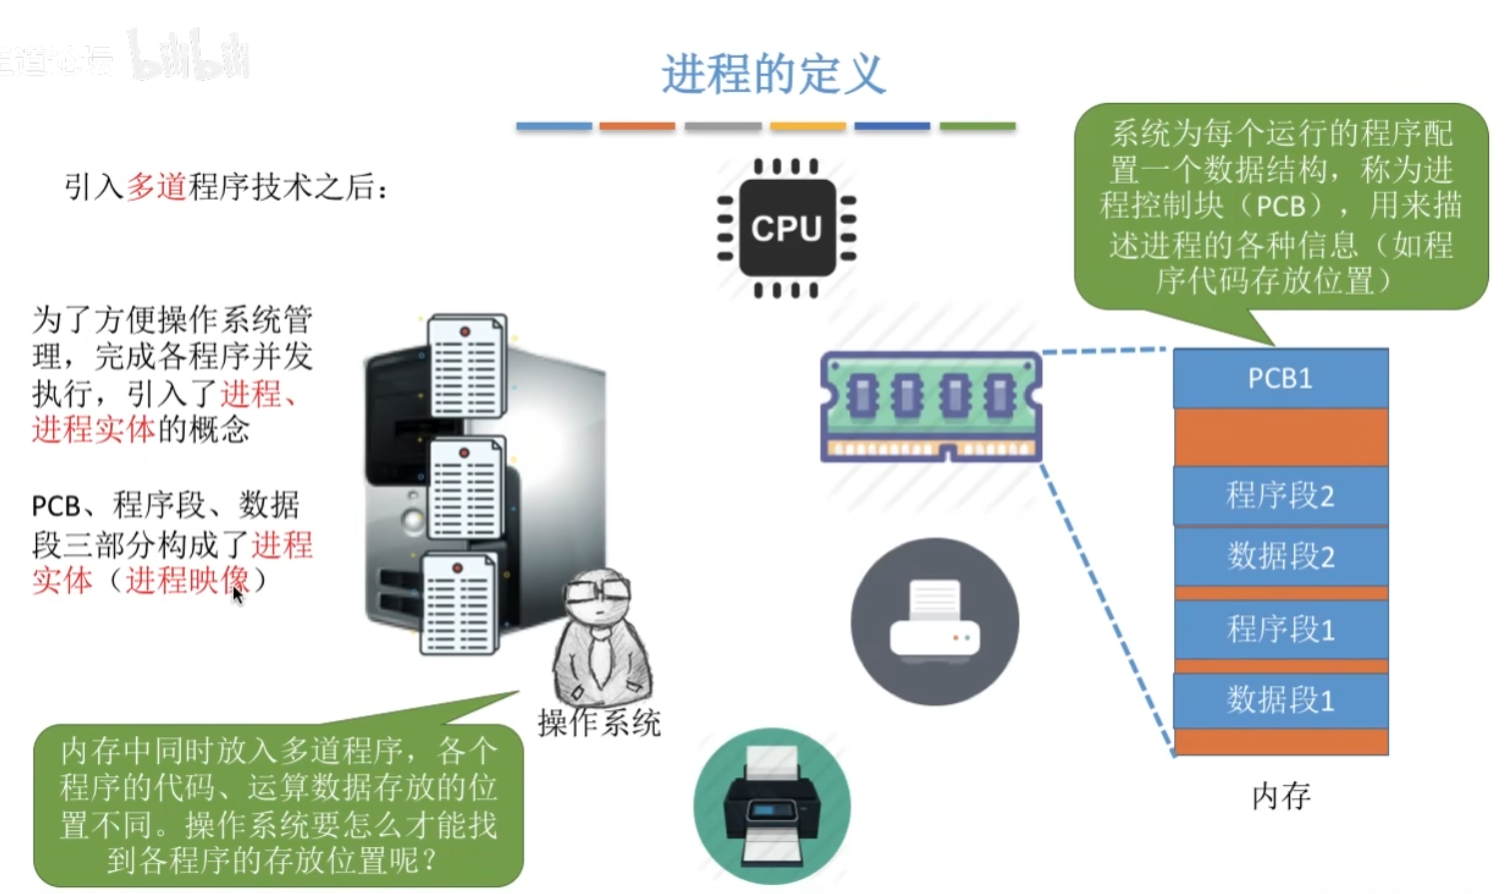 道论坛 bilibili
进程的定义
引入多道程序技术之后：
CPU
系统为每个运行的程序配
置一个数据结构，称为进
程控制块（PCB），用来描
述进程的各种信息（如程
序代码存放位置）
为了方便操作系统管
理，完成各程序并发
执行，引入了进程、
进程实体的概念
PCB、程序段、数据
段三部分构成了进程
实体（进程映像）
PCB1
程序段2
数据段2
程序段1
数据段1
内存
操作系统
内存中同时放入多道程序，各个
程序的代码、运算数据存放的位
置不同。操作系统要怎么才能找
到各程序的存放位置呢？